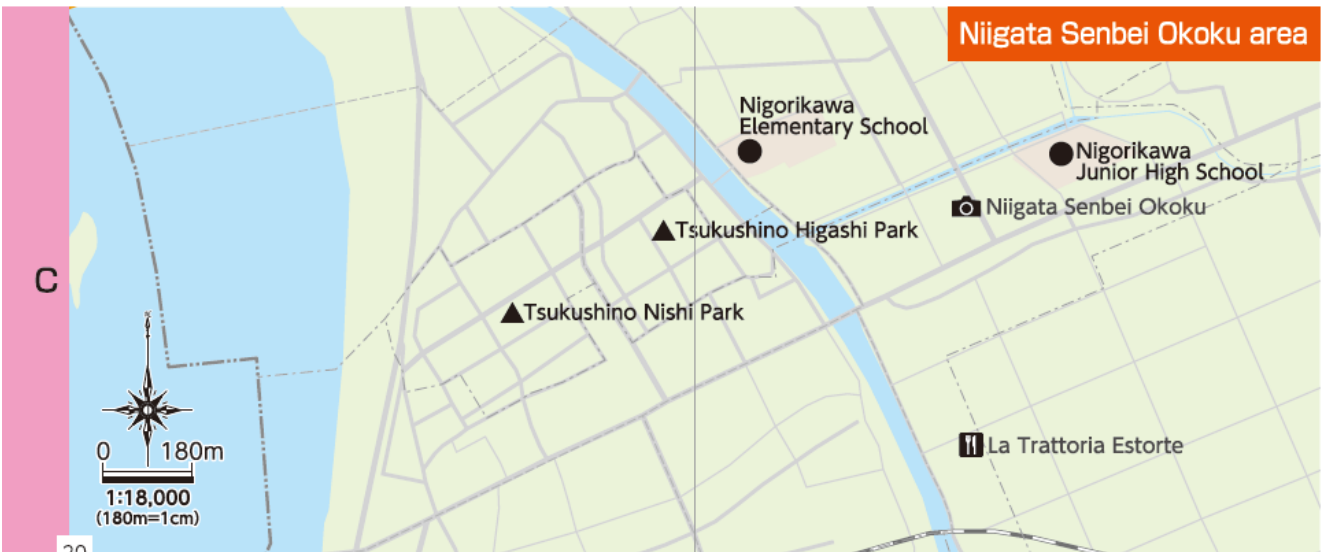 Niigata Senbei Okoku area
Nigorikawa
Elementary School
Nigorikawa
Junior High School
Niigata Senbei Okoku
Tsukushino Higashi Park
C
Tsukushino Nishi Park
N
0 180m
1:18,000
(180m=1cm)
La Trattoria Estorte